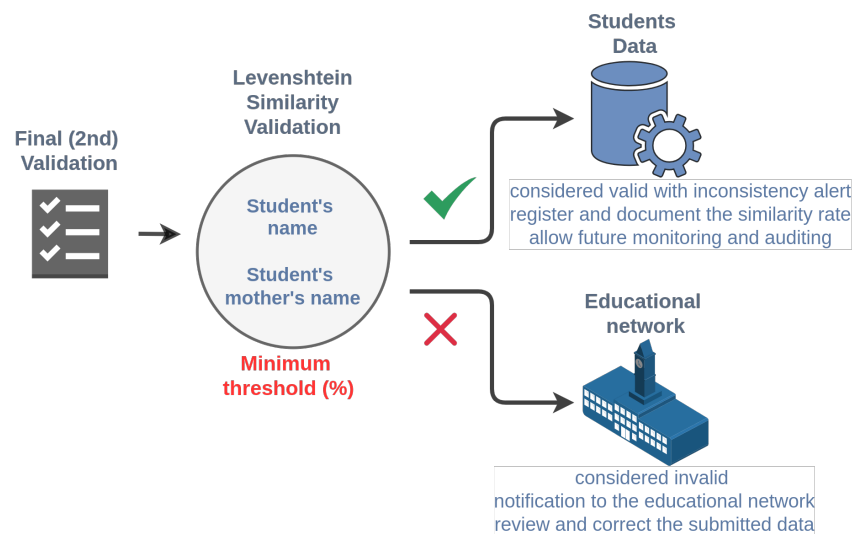 Final (2nd)
Validation
Levenshtein
Similarity
Validation
Student's
name
Student's
mother's name
Minimum
threshold (%)
Students
Data
considered valid with inconsistency alert
register and document the similarity rate
allow future monitoring and auditing
Educational
network
considered invalid
notification to the educational network
review and correct the submitted data